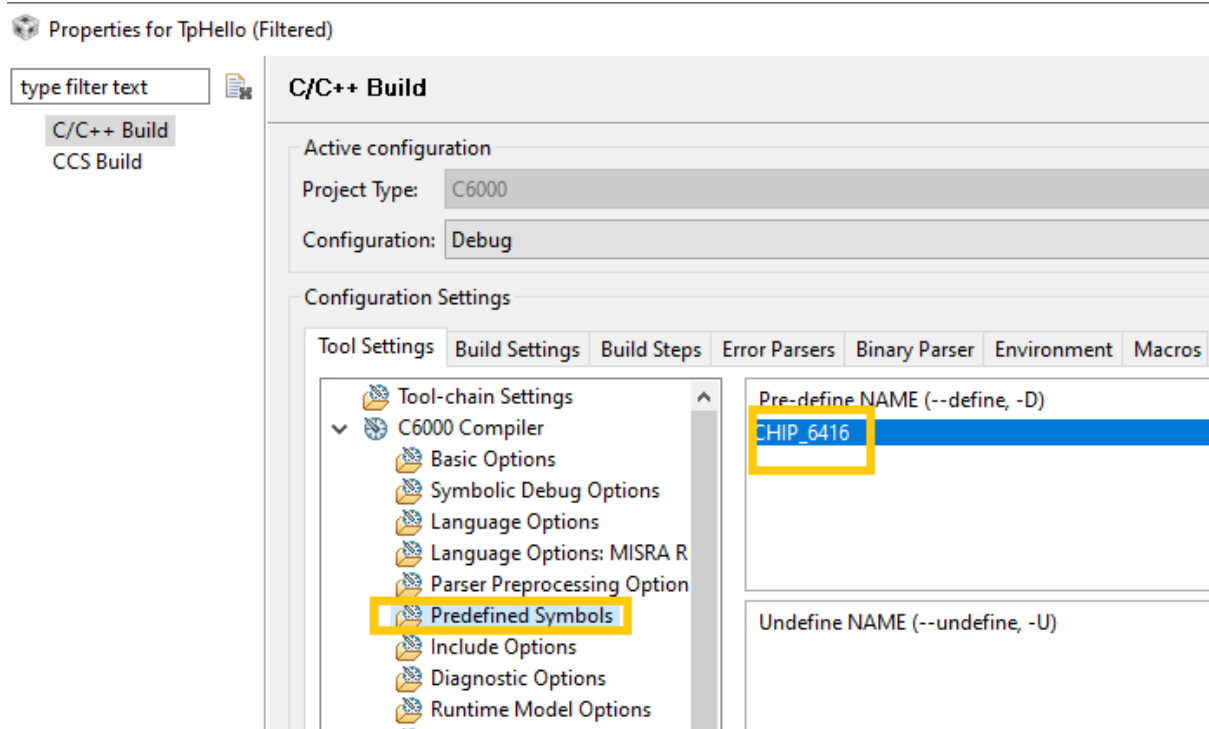 Properties for TpHello (Filtered)
type filter text
C/C++ Build
CCS Build
C/C++ Build
Active configuration
Project Type: C6000
Configuration: Debug
Configuration Settings
Tool Settings Build Settings Build Steps Error Parsers Binary Parser Environment Macros
Tool-chain Settings
C6000 Compiler
Basic Options
Symbolic Debug Options
Language Options
Language Options: MISRA R
Parser Preprocessing Option
Predefined Symbols
Include Options
Diagnostic Options
Runtime Model Options
Pre-define NAME (--define, -D)
CHIP_6416
Undefine NAME (--undefine, -U)